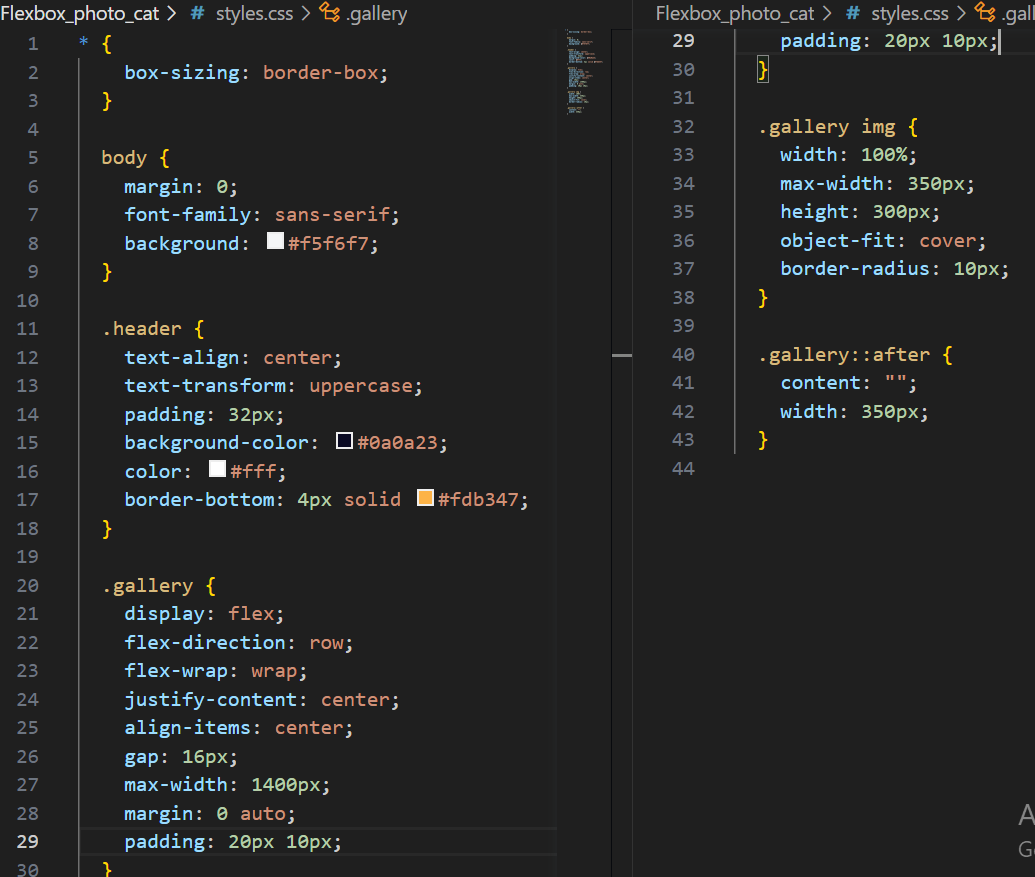 Flexbox_photo_cat > # styles.css > .gallery
1 * {
2 box-sizing: border-box;
3 }
4
5 body {
6 margin: 0;
7 font-family: sans-serif;
8 background: #f5f6f7;
9 }
10
11 .header {
12 text-align: center;
13 text-transform: uppercase;
14 padding: 32px;
15 background-color: #0a0a23;
16 color: #fff;
17 border-bottom: 4px solid #fdb347;
18 }
19
20 .gallery {
21 display: flex;
22 flex-direction: row;
23 flex-wrap: wrap;
24 justify-content: center;
25 align-items: center;
26 gap: 16px;
27 max-width: 1400px;
28 margin: 0 auto;
29 padding: 20px 10px;
30 }
Flexbox_photo_cat > # styles.css > .gall
29 padding: 20px 10px;
30 }
31
32 .gallery img {
33 width: 100%;
34 max-width: 350px;
35 height: 300px;
36 object-fit: cover;
37 border-radius: 10px;
38 }
39
40 .gallery::after {
41 content: "";
42 width: 350px;
43 }
44
A
Go